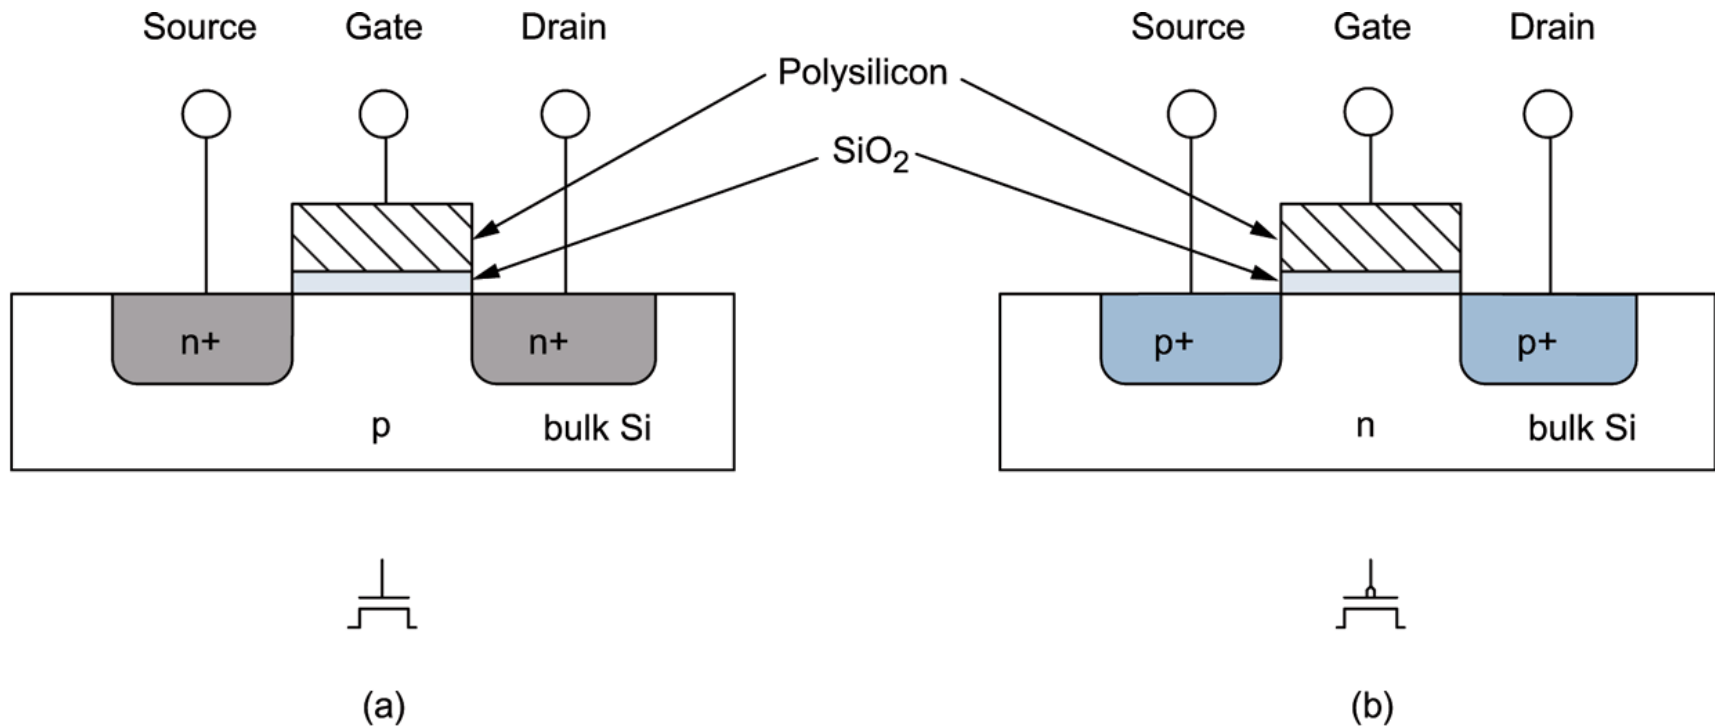 Source Gate Drain
Source Gate Drain
Polysilicon
SiO2
n+ n+
p bulk Si
p+ p+
n bulk Si
(a)
(b)